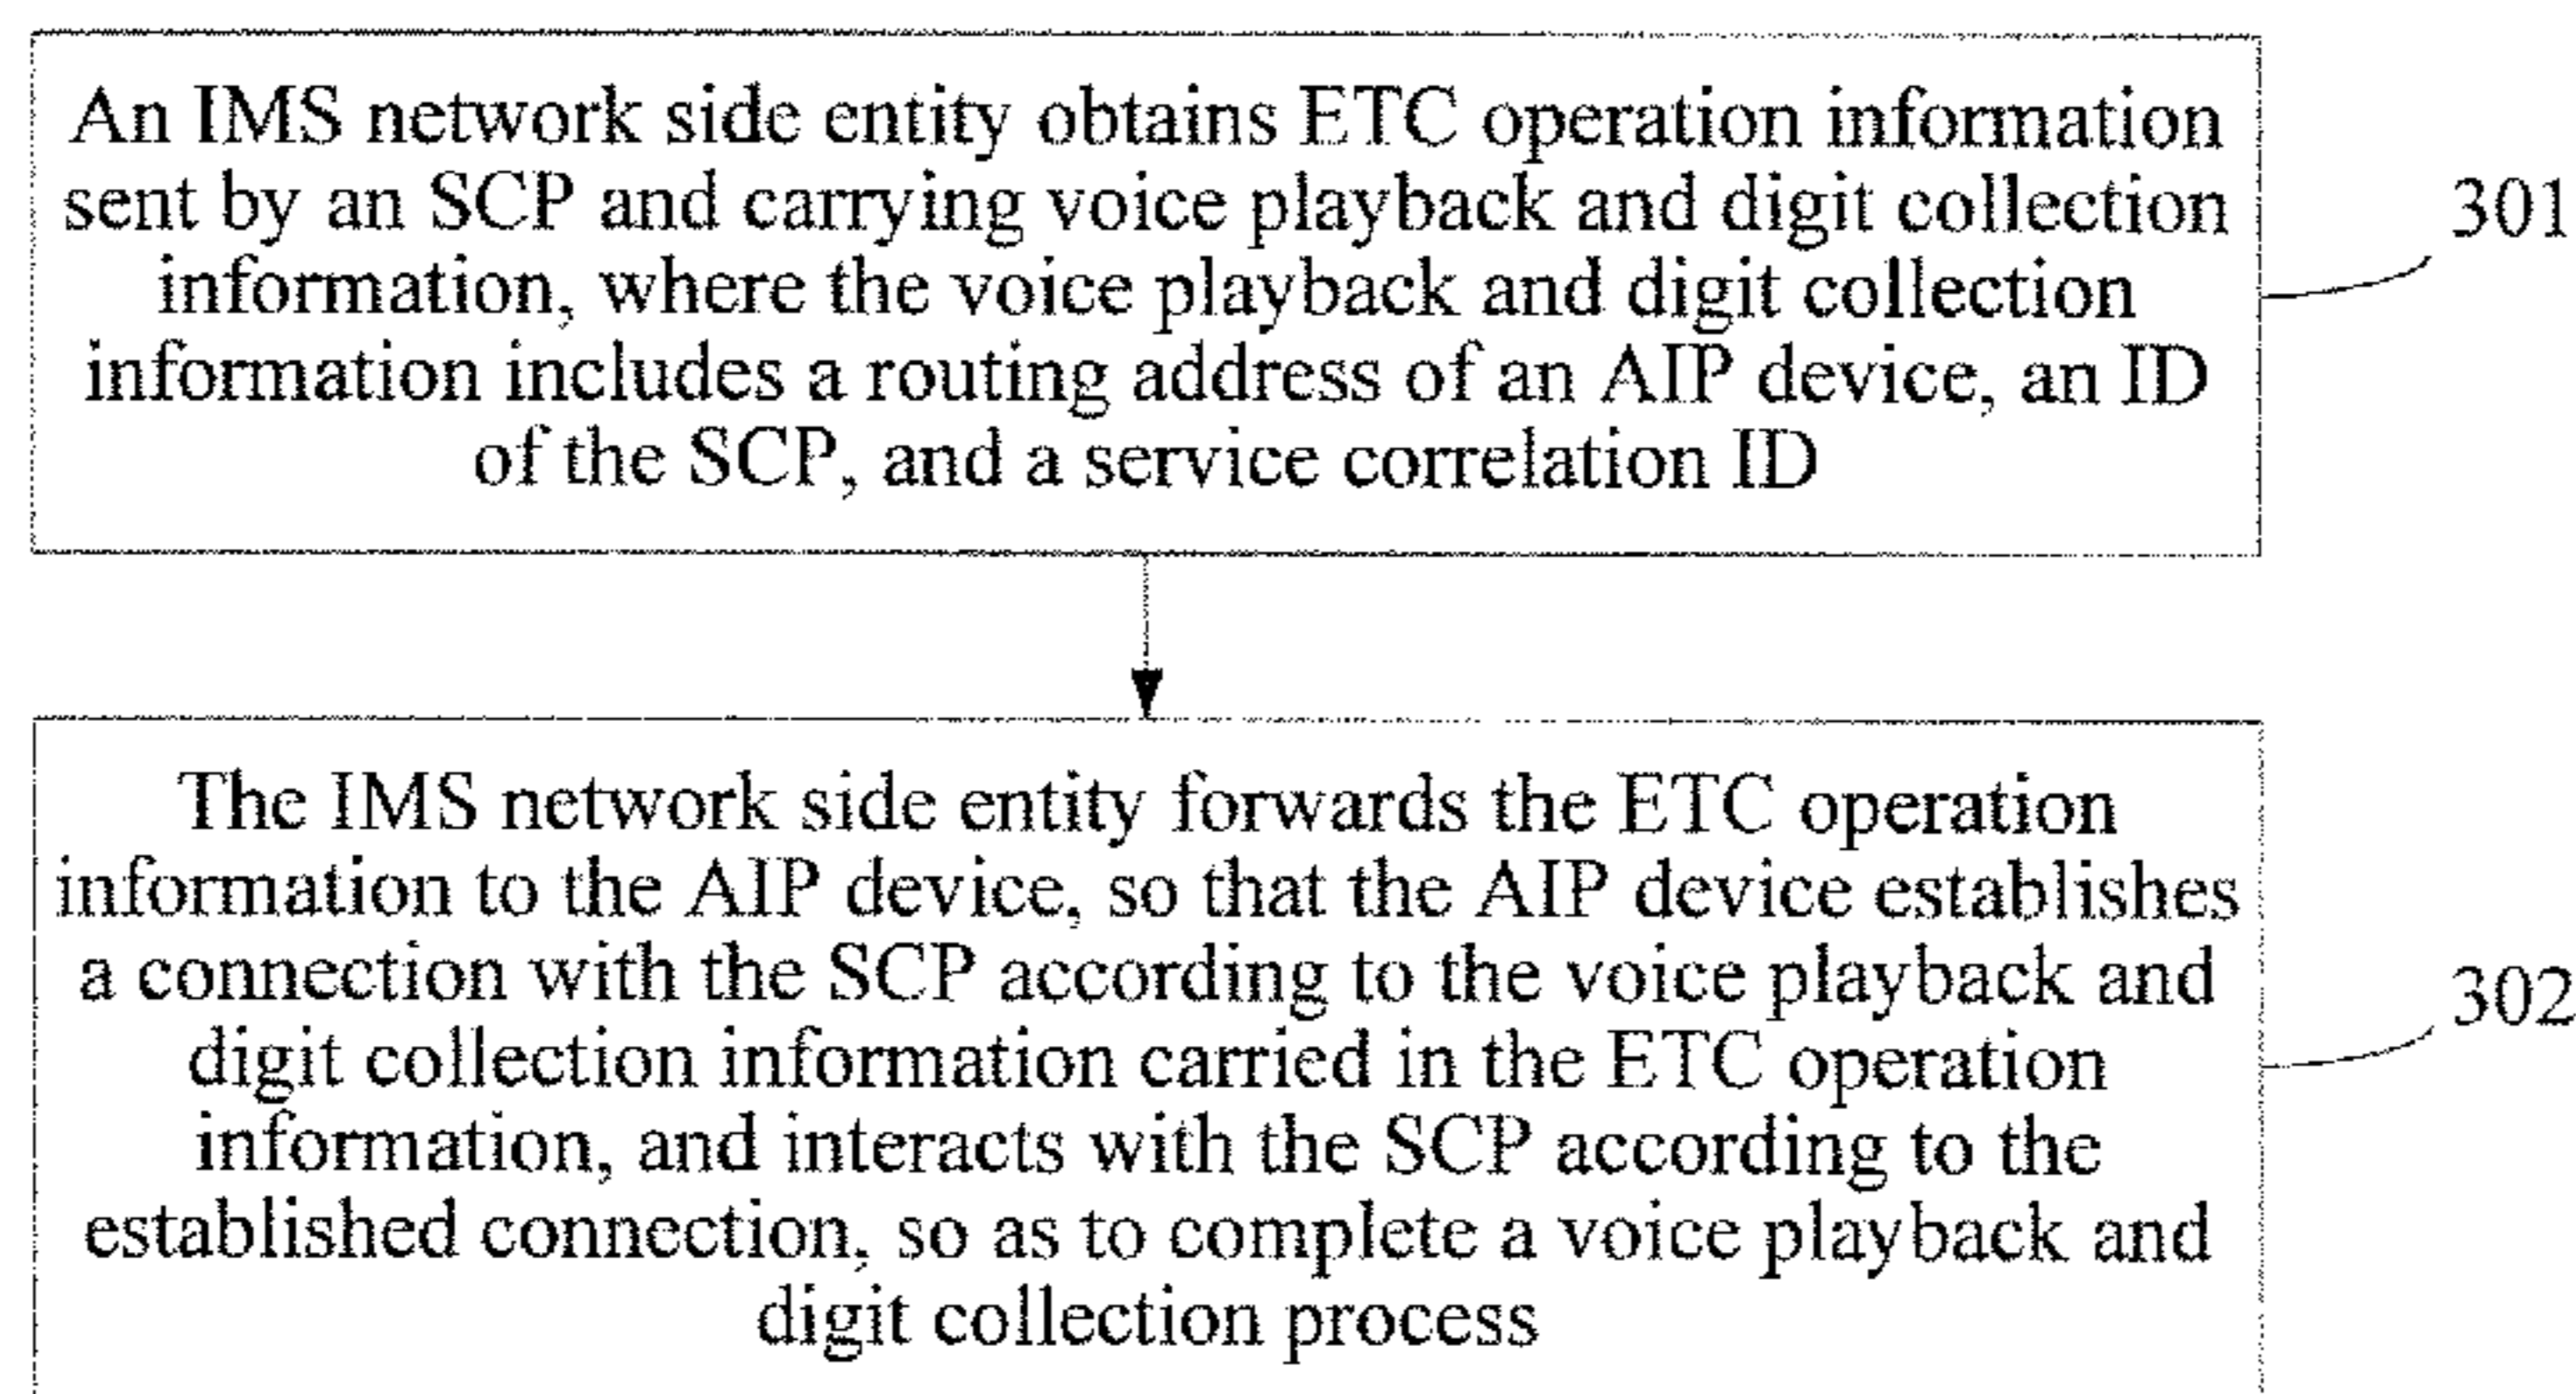 An IMS network side entity obtains ETC operation information
sent by an SCP and carrying voice playback and digit collection
information, where the voice playback and digit collection
information includes a routing address of an AIP device, an ID
of the SCP, and a service correlation ID
301
The IMS network side entity forwards the ETC operation
information to the AIP device, so that the AIP device establishes
a connection with the SCP according to the voice playback and
digit collection information carried in the ETC operation
information, and interacts with the SCP according to the
established connection, so as to complete a voice playback and
digit collection process
302